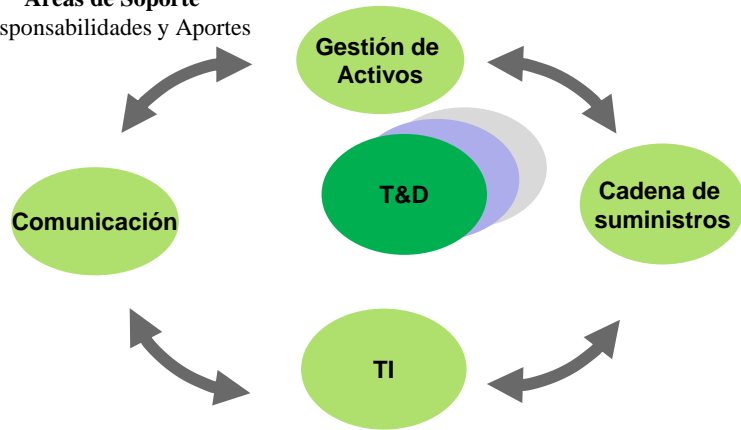 Áreas de Soporte
sponsabilidades y Aportes
Gestión de
Activos
T&D
Cadena de
suministros
Comunicación
TI